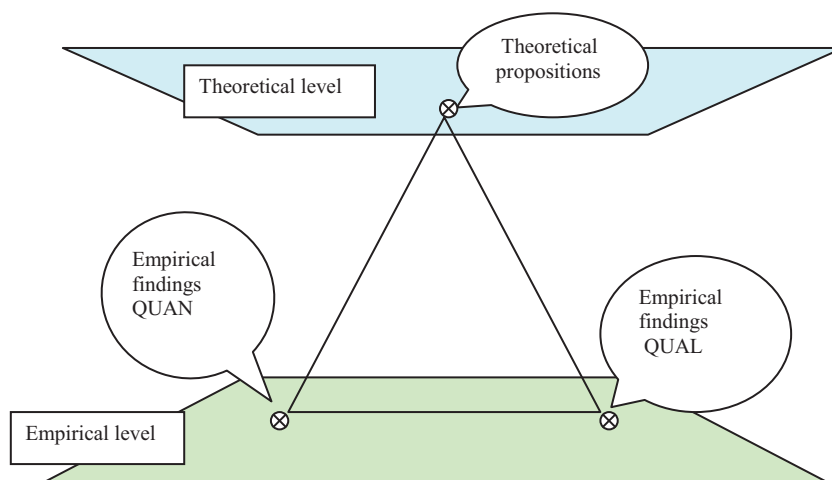 Theoretical
propositions
Theoretical level
Empirical
findings
QUAN
Empirical
findings
QUAL
Empirical level